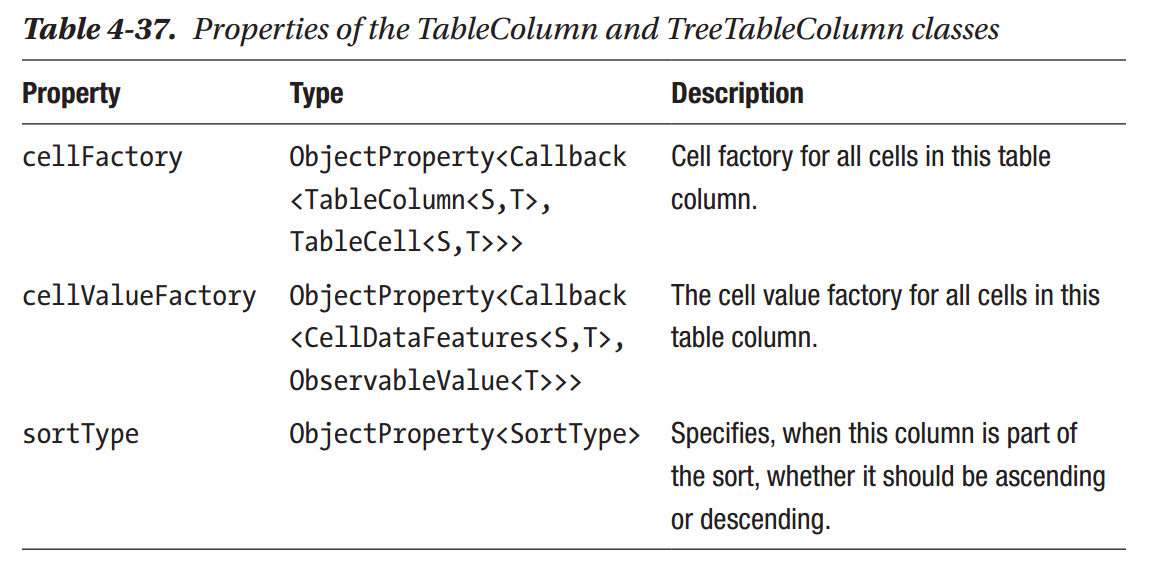 Table 4-37. Properties of the TableColumn and TreeTableColumn classes
Property Type Description
cellFactory ObjectProperty<Callback Cell factory for all cells in this table
<TableColumn<S,T>, column.
TableCell<S,T>>>
cellValueFactory ObjectProperty<Callback The cell value factory for all cells in this
<CellDataFeatures<S,T>, table column.
ObservableValue<T>>>
sortType ObjectProperty<SortType> Specifies, when this column is part of
the sort, whether it should be ascending
or descending.